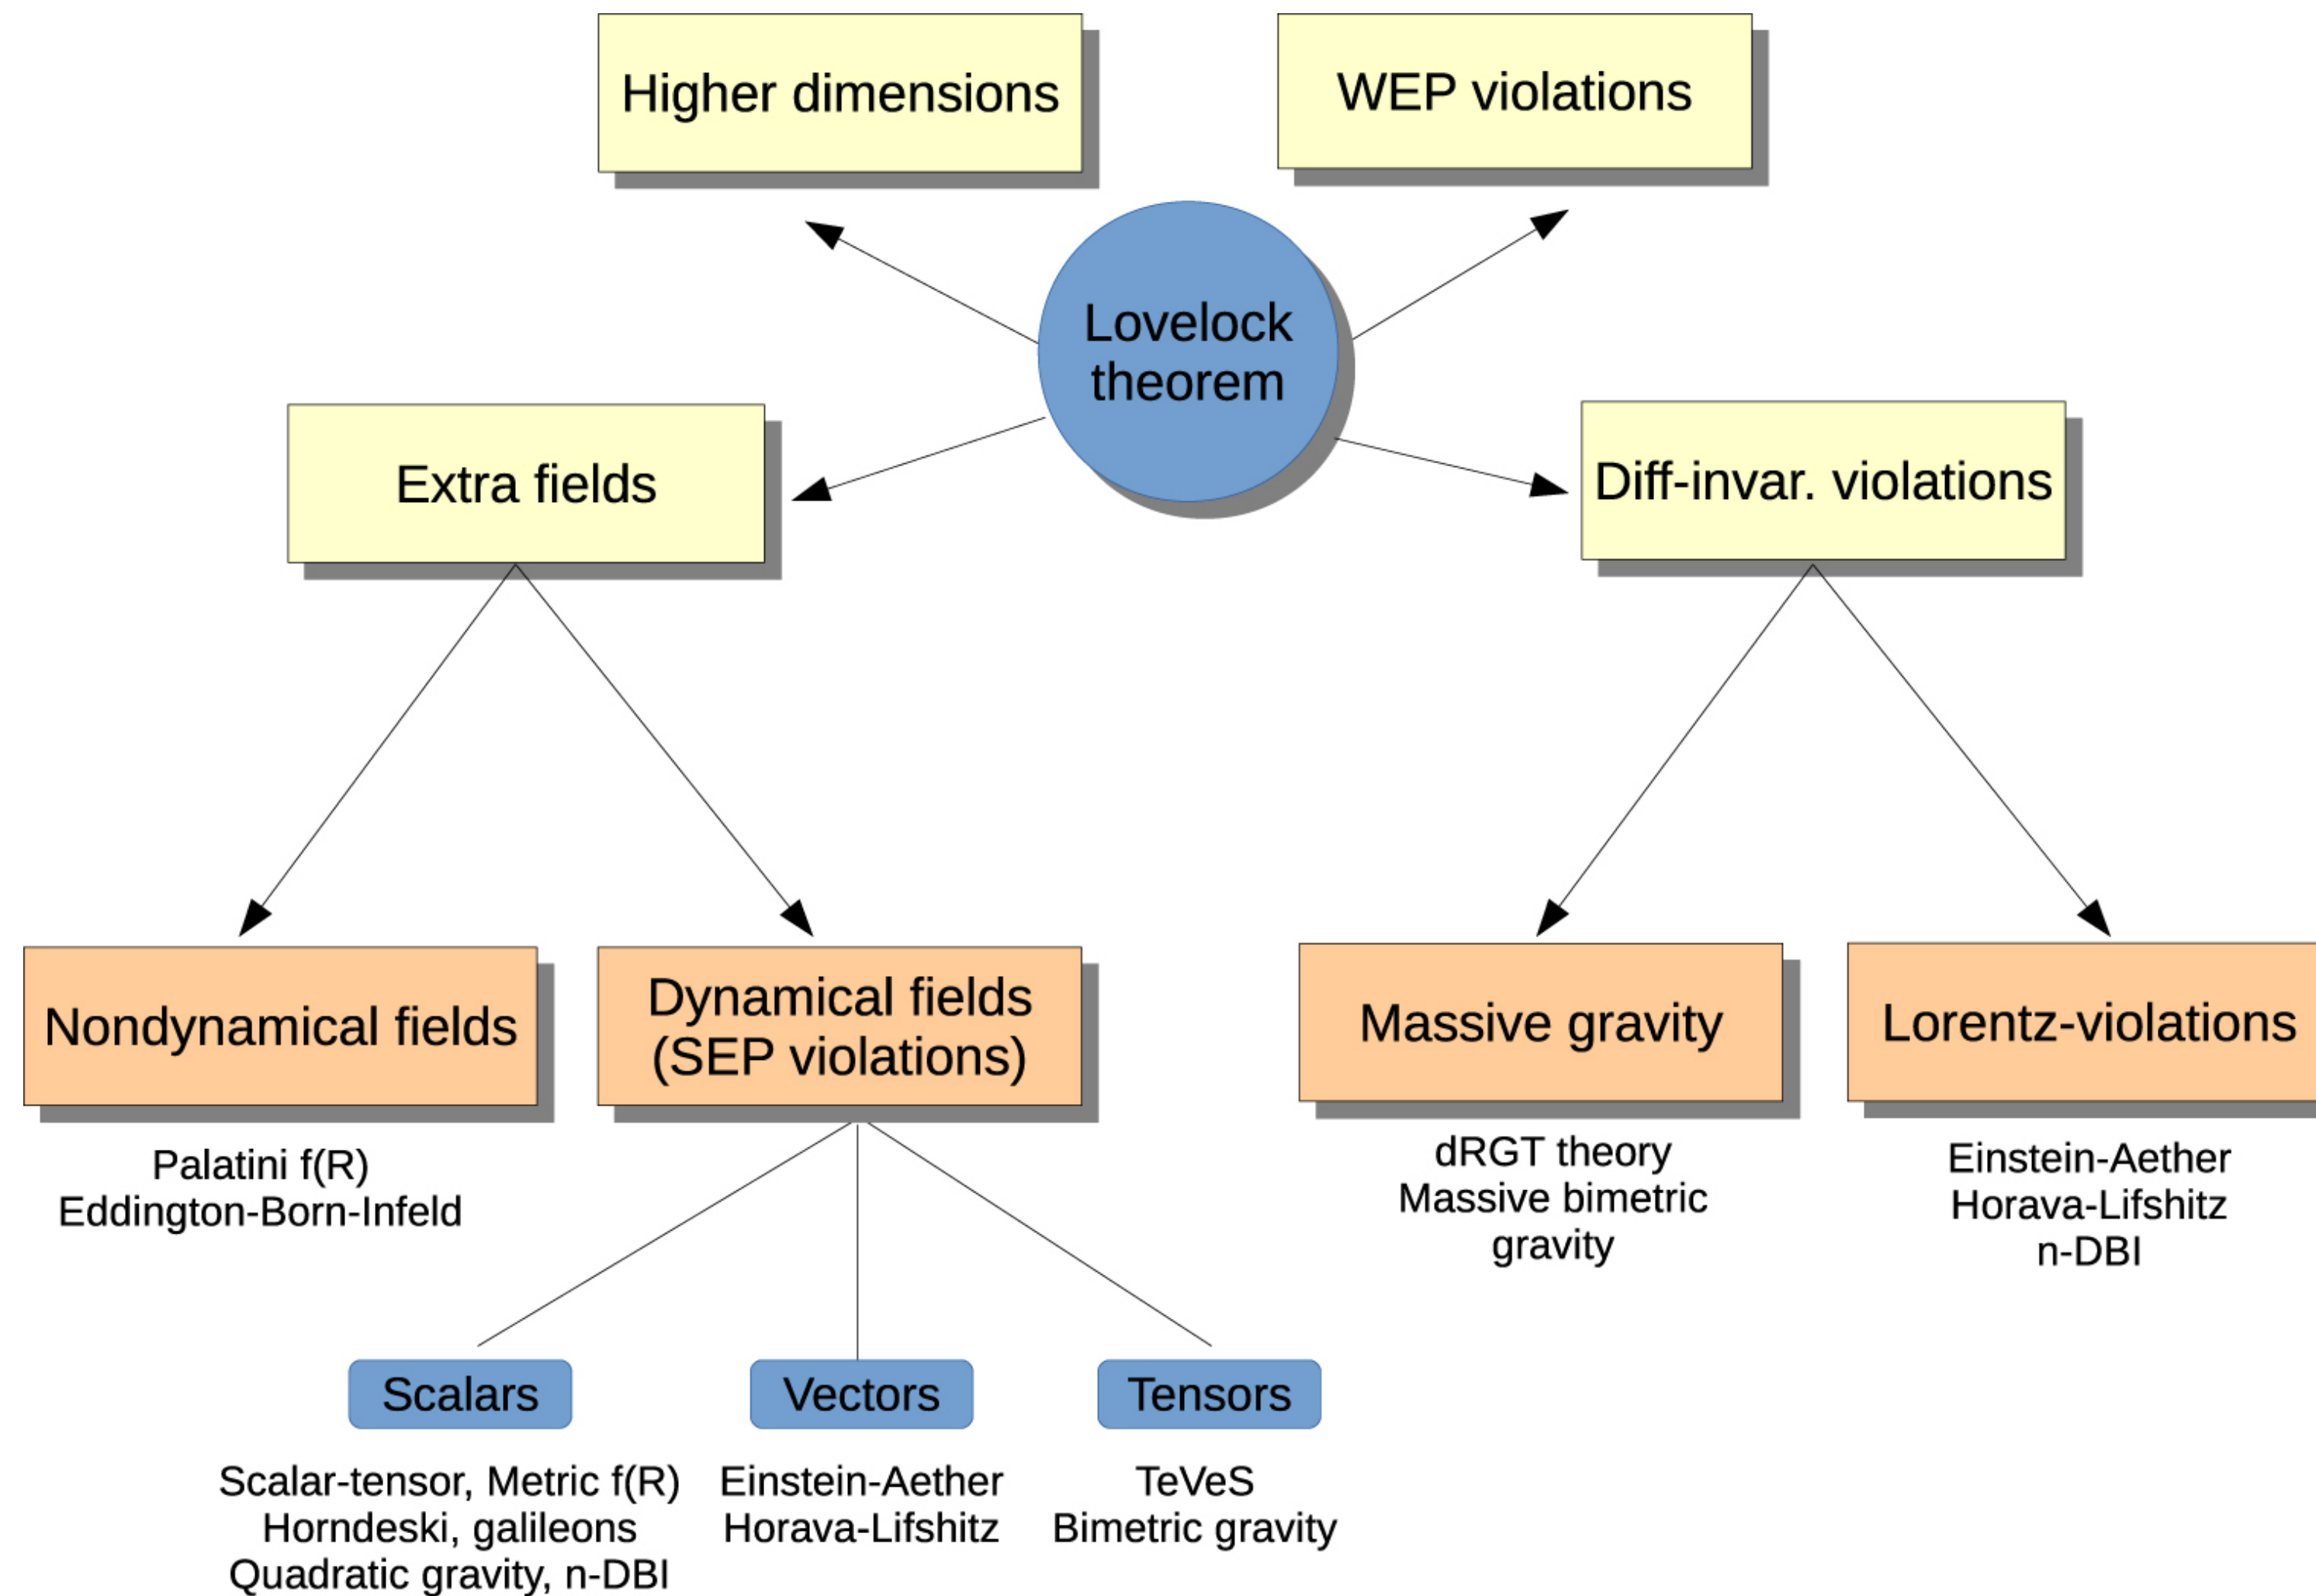 Higher dimensions
WEP violations
Lovelock
theorem
Extra fields
Diff-invar. violations
Nondynamical fields
Dynamical fields
(SEP violations)
Massive gravity
Lorentz-violations
Palatini f(R)
Eddington-Born-Infeld
dRGT theory
Massive bimetric
gravity
Einstein-Aether
Horava-Lifshitz
n-DBI
Scalars
Vectors
Tensors
Scalar-tensor, Metric f(R)
Horndeski, galileons
Quadratic gravity, n-DBI
Einstein-Aether
Horava-Lifshitz
TeVeS
Bimetric gravity